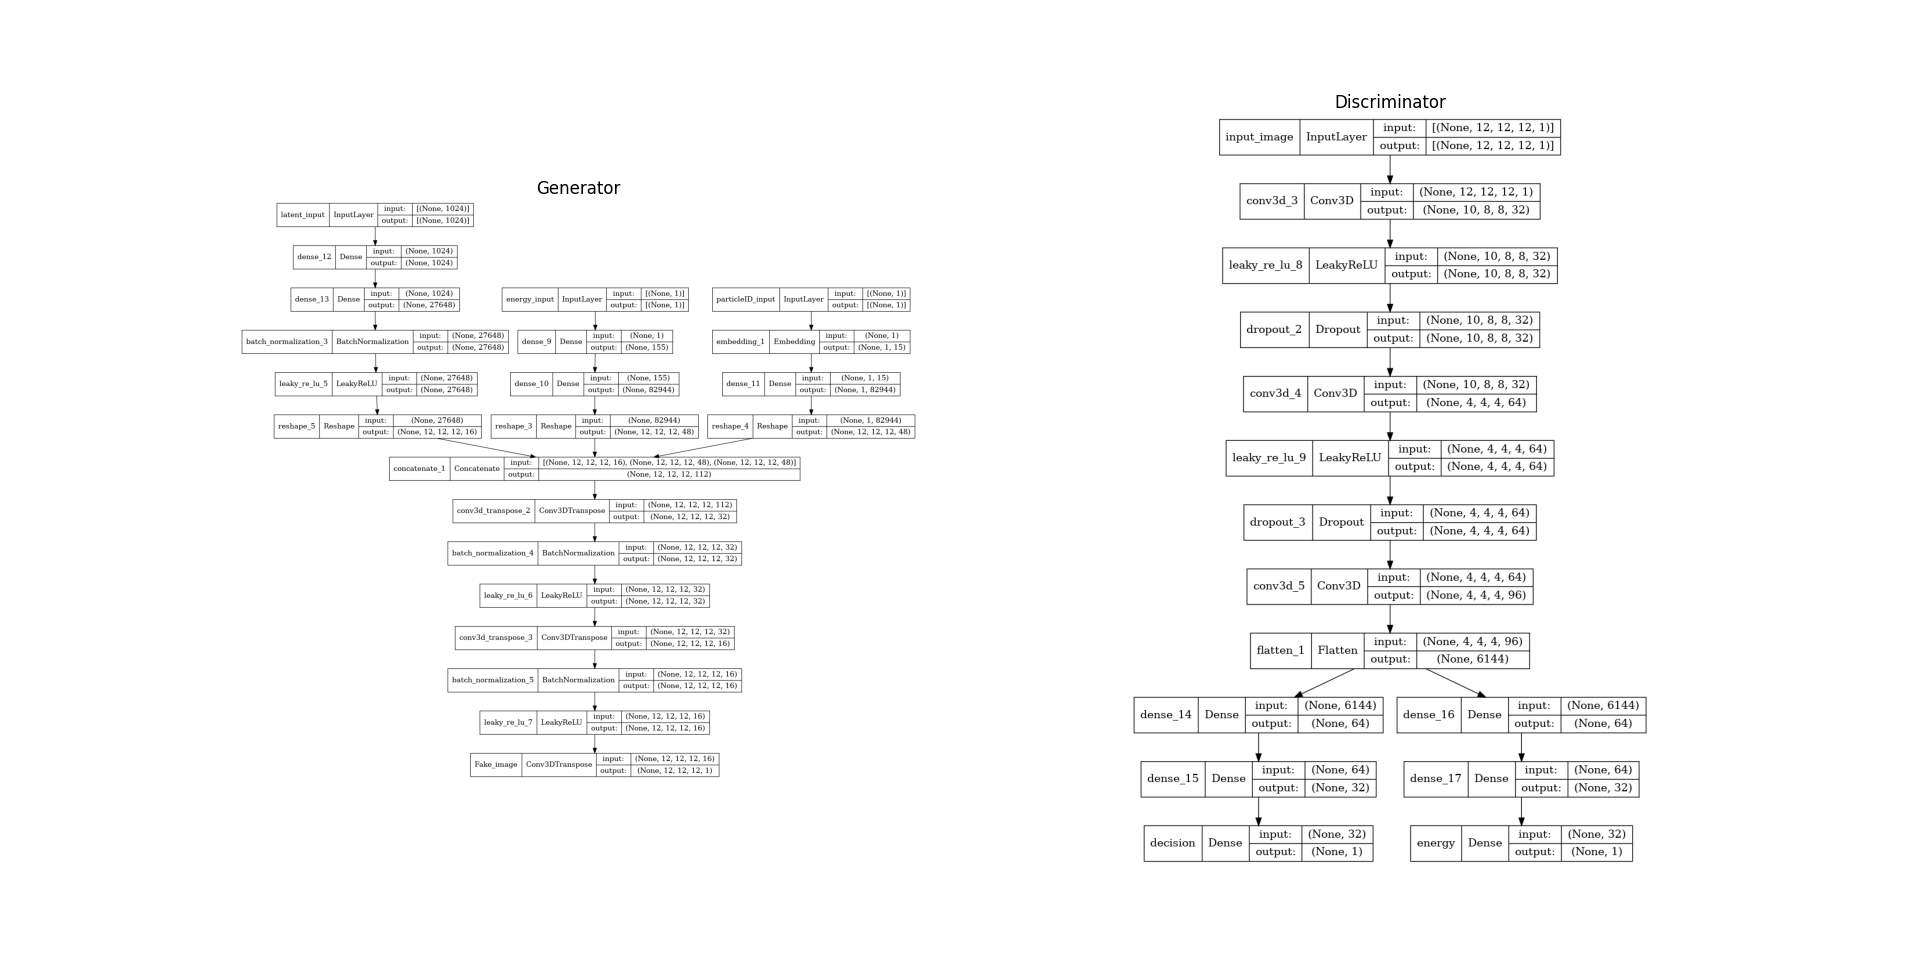 Generator
latent_input InputLayer input: [(None, 1024)]
output: [(None, 1024)]
dense_12 Dense input: (None, 1024)
output: (None, 1024)
dense_13 Dense input: (None, 1024)
output: (None, 27648)
energy_input InputLayer input: [(None, 1)]
output: [(None, 1)]
particleID_input InputLayer input: [(None, 1)]
output: [(None, 1)]
batch_normalization_3 BatchNormalization input: (None, 27648)
output: (None, 27648)
dense_9 Dense input: (None, 1)
output: (None, 155)
embedding_1 Embedding input: (None, 1)
output: (None, 1, 15)
leaky_re_lu_5 LeakyReLU input: (None, 27648)
output: (None, 27648)
dense_10 Dense input: (None, 155)
output: (None, 82944)
dense_11 Dense input: (None, 1, 15)
output: (None, 1, 82944)
reshape_5 Reshape input: (None, 27648)
output: (None, 12, 12, 12, 16)
reshape_3 Reshape input: (None, 82944)
output: (None, 12, 12, 12, 48)
reshape_4 Reshape input: (None, 1, 82944)
output: (None, 12, 12, 12, 48)
concatenate_1 Concatenate input: [(None, 12, 12, 12, 16), (None, 12, 12, 12, 48), (None, 12, 12, 12, 48)]
output: (None, 12, 12, 12, 112)
conv3d_transpose_2 Conv3DTranspose input: (None, 12, 12, 12, 112)
output: (None, 12, 12, 12, 32)
batch_normalization_4 BatchNormalization input: (None, 12, 12, 12, 32)
output: (None, 12, 12, 12, 32)
leaky_re_lu_6 LeakyReLU input: (None, 12, 12, 12, 32)
output: (None, 12, 12, 12, 32)
conv3d_transpose_3 Conv3DTranspose input: (None, 12, 12, 12, 32)
output: (None, 12, 12, 12, 16)
batch_normalization_5 BatchNormalization input: (None, 12, 12, 12, 16)
output: (None, 12, 12, 12, 16)
leaky_re_lu_7 LeakyReLU input: (None, 12, 12, 12, 16)
output: (None, 12, 12, 12, 16)
Fake_image Conv3DTranspose input: (None, 12, 12, 12, 16)
output: (None, 12, 12, 12, 1)
Discriminator
input_image InputLayer input: [(None, 12, 12, 12, 1)]
output: [(None, 12, 12, 12, 1)]
conv3d_3 Conv3D input: (None, 12, 12, 12, 1)
output: (None, 10, 8, 8, 32)
leaky_re_lu_8 LeakyReLU input: (None, 10, 8, 8, 32)
output: (None, 10, 8, 8, 32)
dropout_2 Dropout input: (None, 10, 8, 8, 32)
output: (None, 10, 8, 8, 32)
conv3d_4 Conv3D input: (None, 10, 8, 8, 32)
output: (None, 4, 4, 4, 64)
leaky_re_lu_9 LeakyReLU input: (None, 4, 4, 4, 64)
output: (None, 4, 4, 4, 64)
dropout_3 Dropout input: (None, 4, 4, 4, 64)
output: (None, 4, 4, 4, 64)
conv3d_5 Conv3D input: (None, 4, 4, 4, 64)
output: (None, 4, 4, 4, 96)
flatten_1 Flatten input: (None, 4, 4, 4, 96)
output: (None, 6144)
dense_14 Dense input: (None, 6144)
output: (None, 64)
dense_16 Dense input: (None, 6144)
output: (None, 64)
dense_15 Dense input: (None, 64)
output: (None, 32)
dense_17 Dense input: (None, 64)
output: (None, 32)
decision Dense input: (None, 32)
output: (None, 1)
energy Dense input: (None, 32)
output: (None, 1)